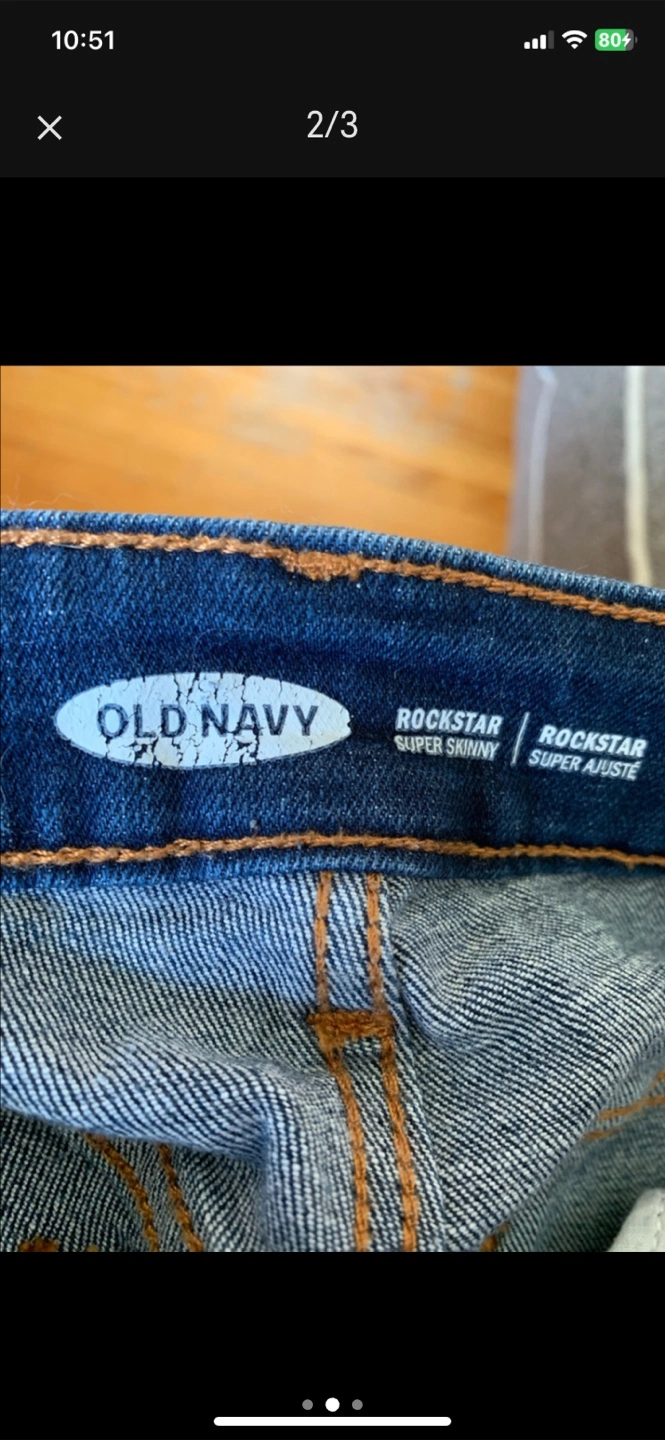 10:51
80
2/3
OLD NAVY
ROCKSTAR
SUPER SKINNY
ROCKSTAR
SUPER AJUSTÉ